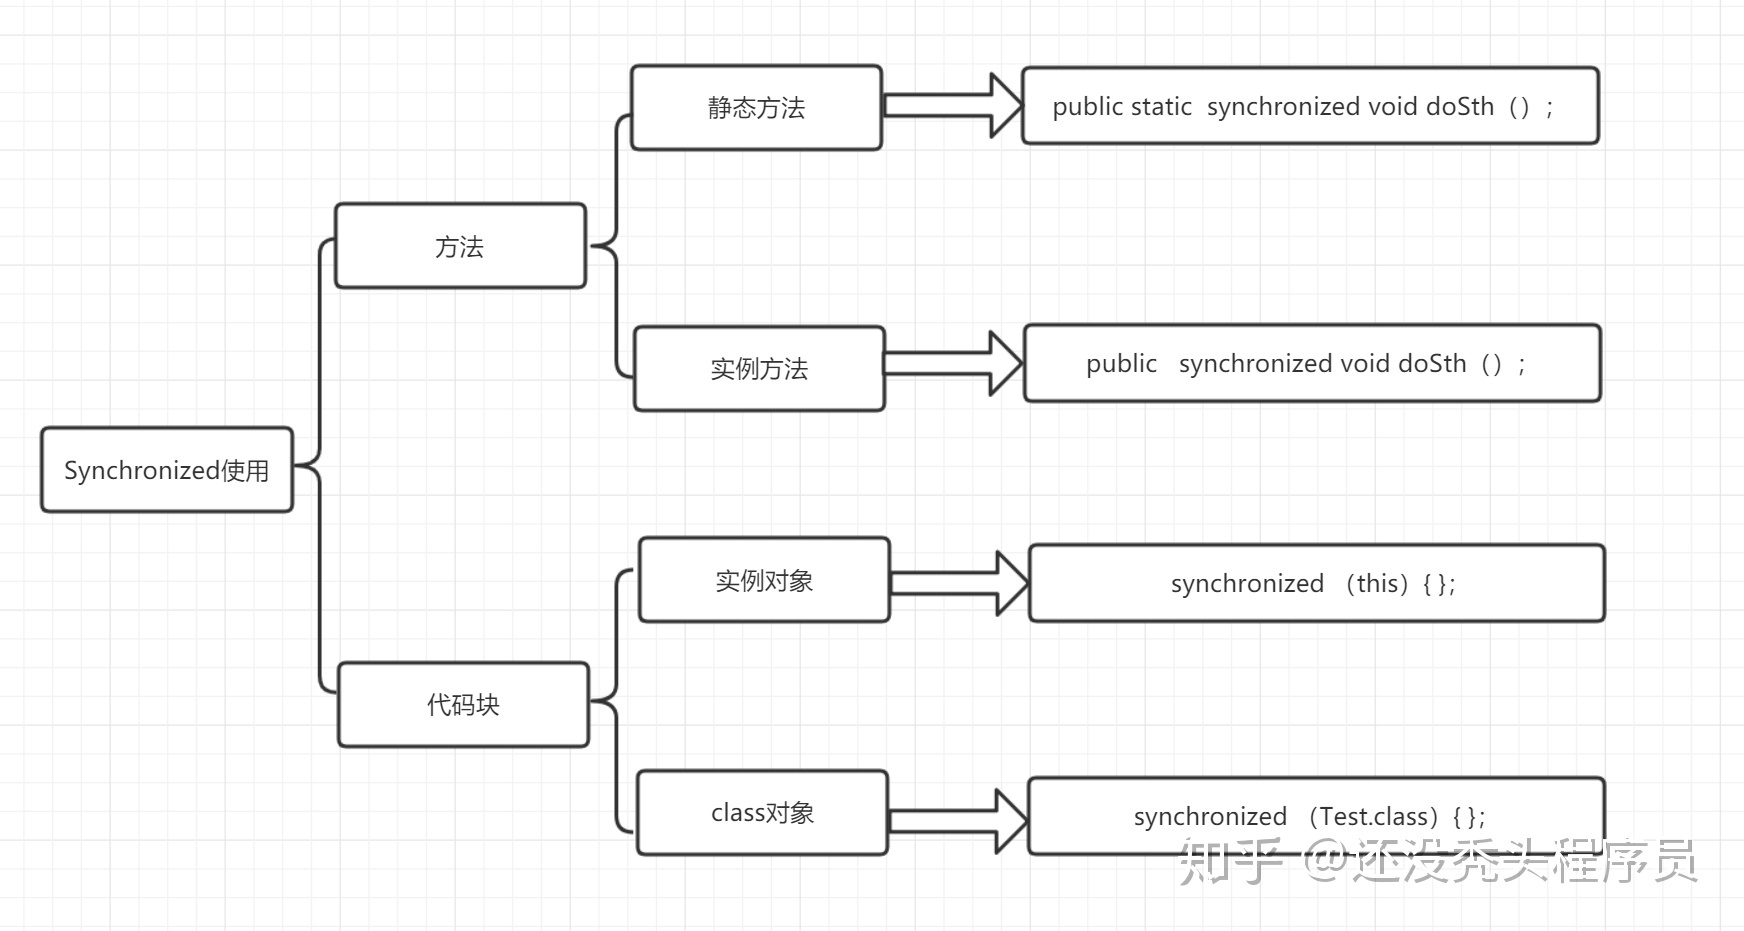 静态方法
public static  synchronized void doSth（）；
方法
实例方法
public   synchronized void doSth（）；
Synchronized使用
实例对象
synchronized （this）{ };
代码块
class对象
synchronized （Test.class）{ };
知乎 @还没秃头程序员